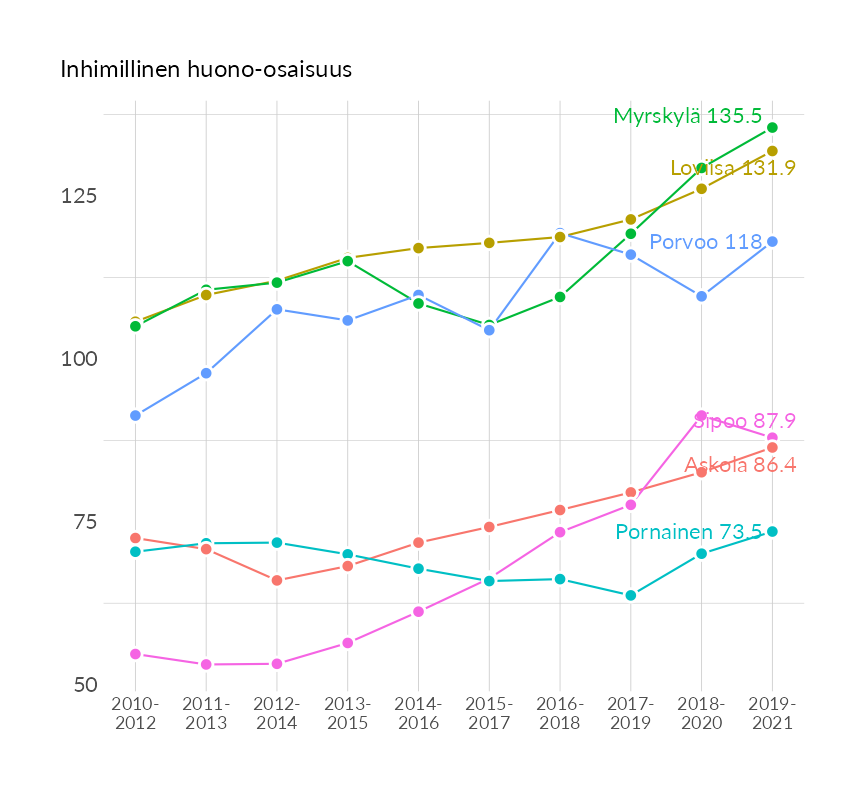 Inhimillinen huono-osaisuus
Myrskylä 135.5
Loviisa 131.9
125
Porvoo 118
100
Sipoo 87.9
Askola 86.4
75
Pornainen 73.5
50
2010- 2011- 2012- 2013- 2014- 2015- 2016- 2017- 2018- 2019-
2012 2013 2014 2015 2016 2017 2018 2019 2020 2021